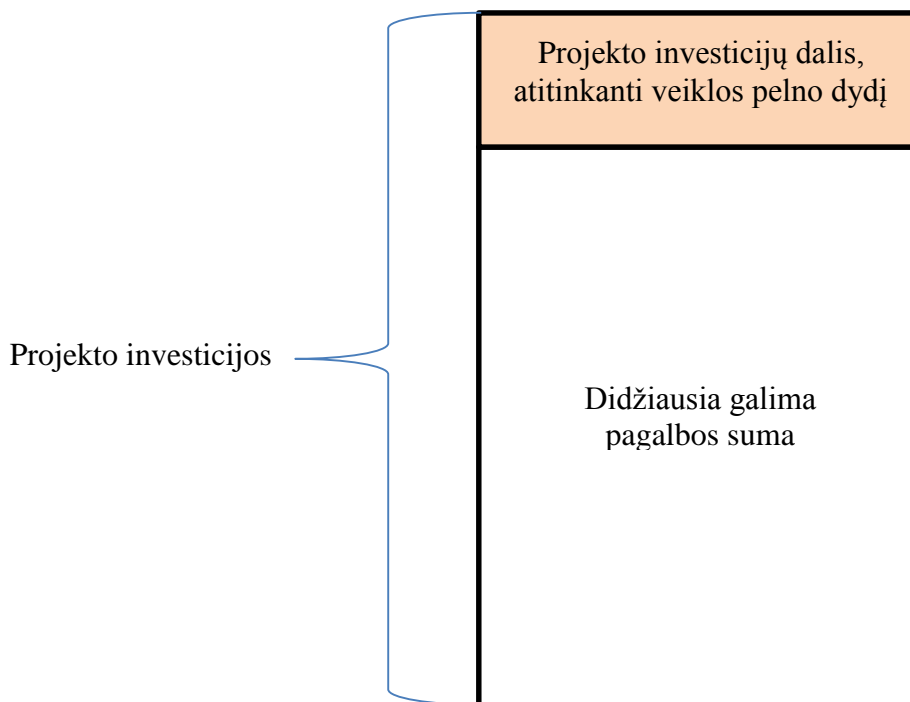 Projekto investicijų dalis,
atitinkanti veiklos pelno dydį
Projekto investicijos
Didžiausia galima
pagalbos suma